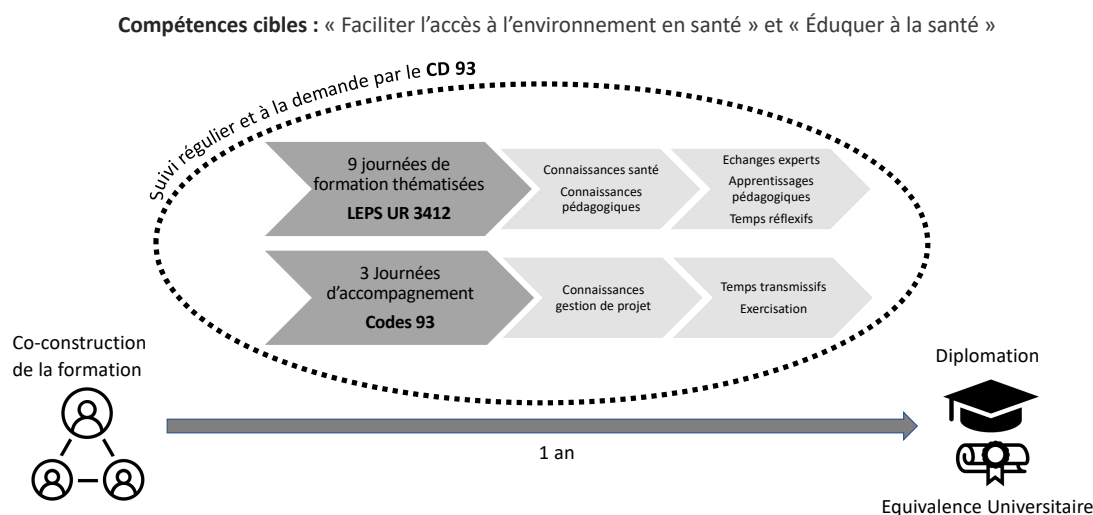 Compétences cibles : « Faciliter l’accès à l’environnement en santé » et « Éduquer à la santé »
Suivi régulier et à la demande par le CD 93
9 journées de
formation thématisées
LEPS UR 3412
Connaissances santé
Connaissances
pédagogiques
Echanges experts
Apprentissages
pédagogiques
Temps réflexifs
3 Journées
d’accompagnement
Codes 93
Connaissances
gestion de projet
Temps transmissifs
Exercisation
Co-construction
de la formation
Diplomation
1 an
Equivalence Universitaire